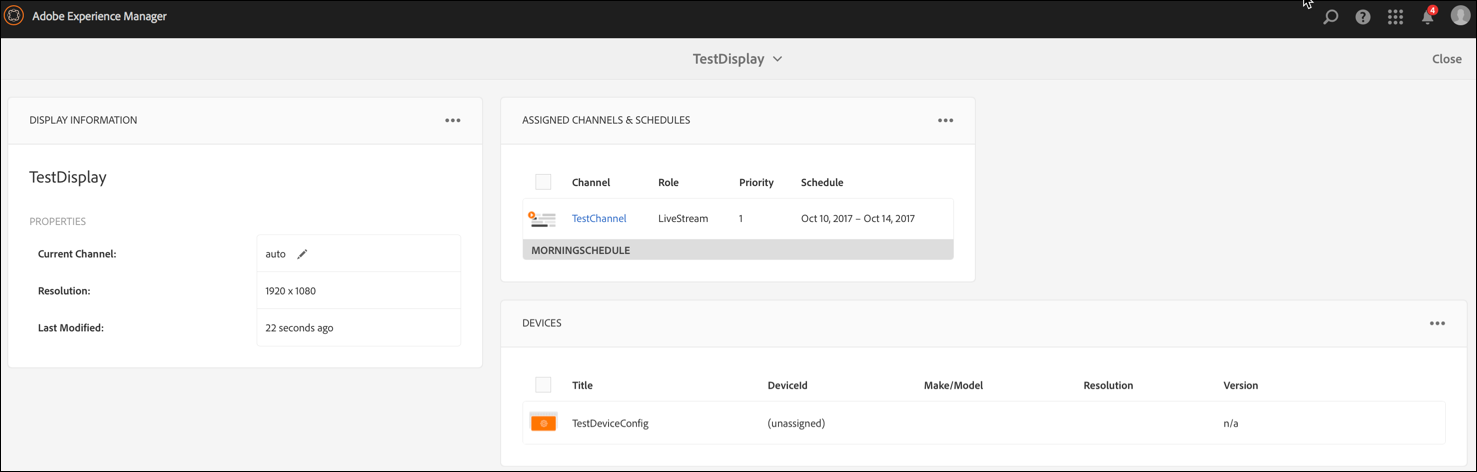 Adobe Experience Manager
4
TestDisplay
Close
DISPLAY INFORMATION
TestDisplay
PROPERTIES
Current Channel: auto
Resolution: 1920 x 1080
Last Modified: 22 seconds ago
ASSIGNED CHANNELS & SCHEDULES
Channel Role Priority Schedule
TestChannel LiveStream 1 Oct 10, 2017 – Oct 14, 2017
MORNINGSCHEDULE
DEVICES
Title DeviceId Make/Model Resolution Version
TestDeviceConfig (unassigned) n/a